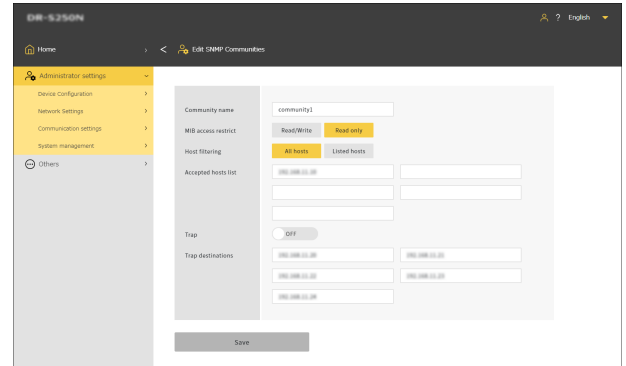 DR-S250N
? English
Home
< Edit SNMP Communities
Administrator settings
Device Configuration
Network Settings
Communication settings
System management
Others
Community name community1
MIB access restrict Read/Write Read only
Host filtering All hosts Listed hosts
Accepted hosts list
Trap OFF
Trap destinations
Save